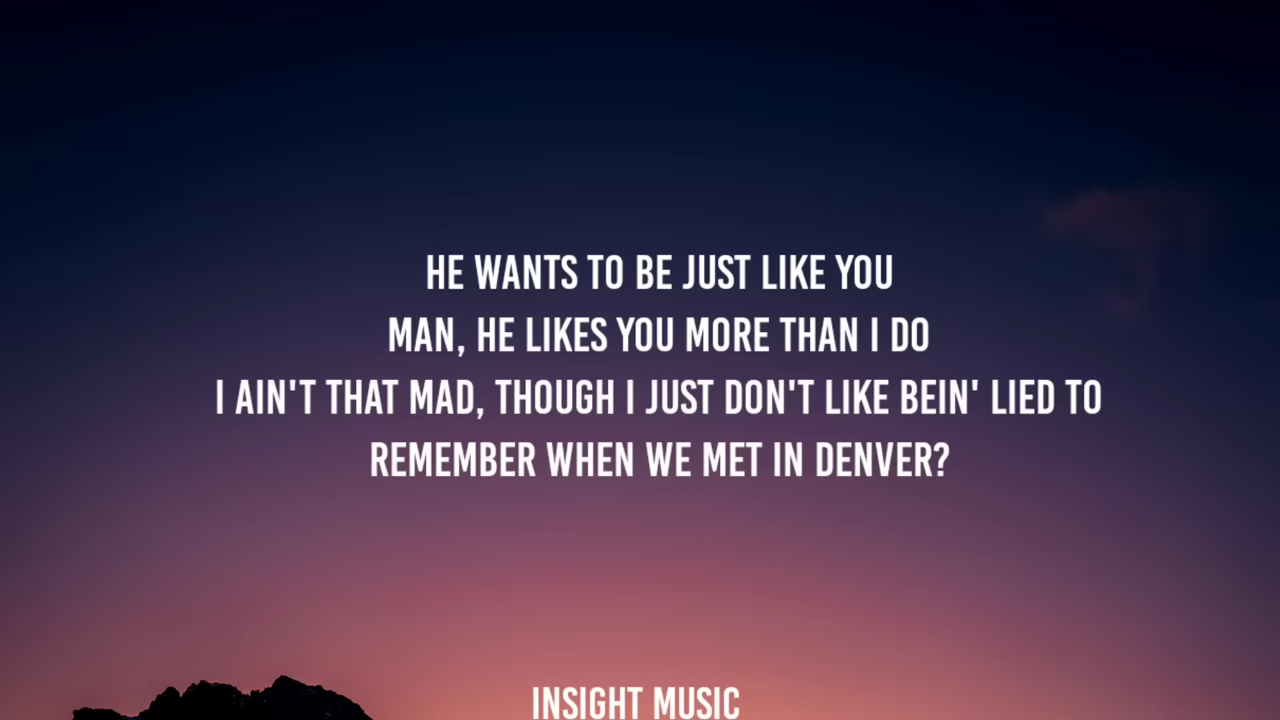 HE WANTS TO BE JUST LIKE YOU
MAN, HE LIKES YOU MORE THAN I DO
I AIN'T THAT MAD, THOUGH I JUST DON'T LIKE BEIN' LIED TO
REMEMBER WHEN WE MET IN DENVER?
INSIGHT MUSIC